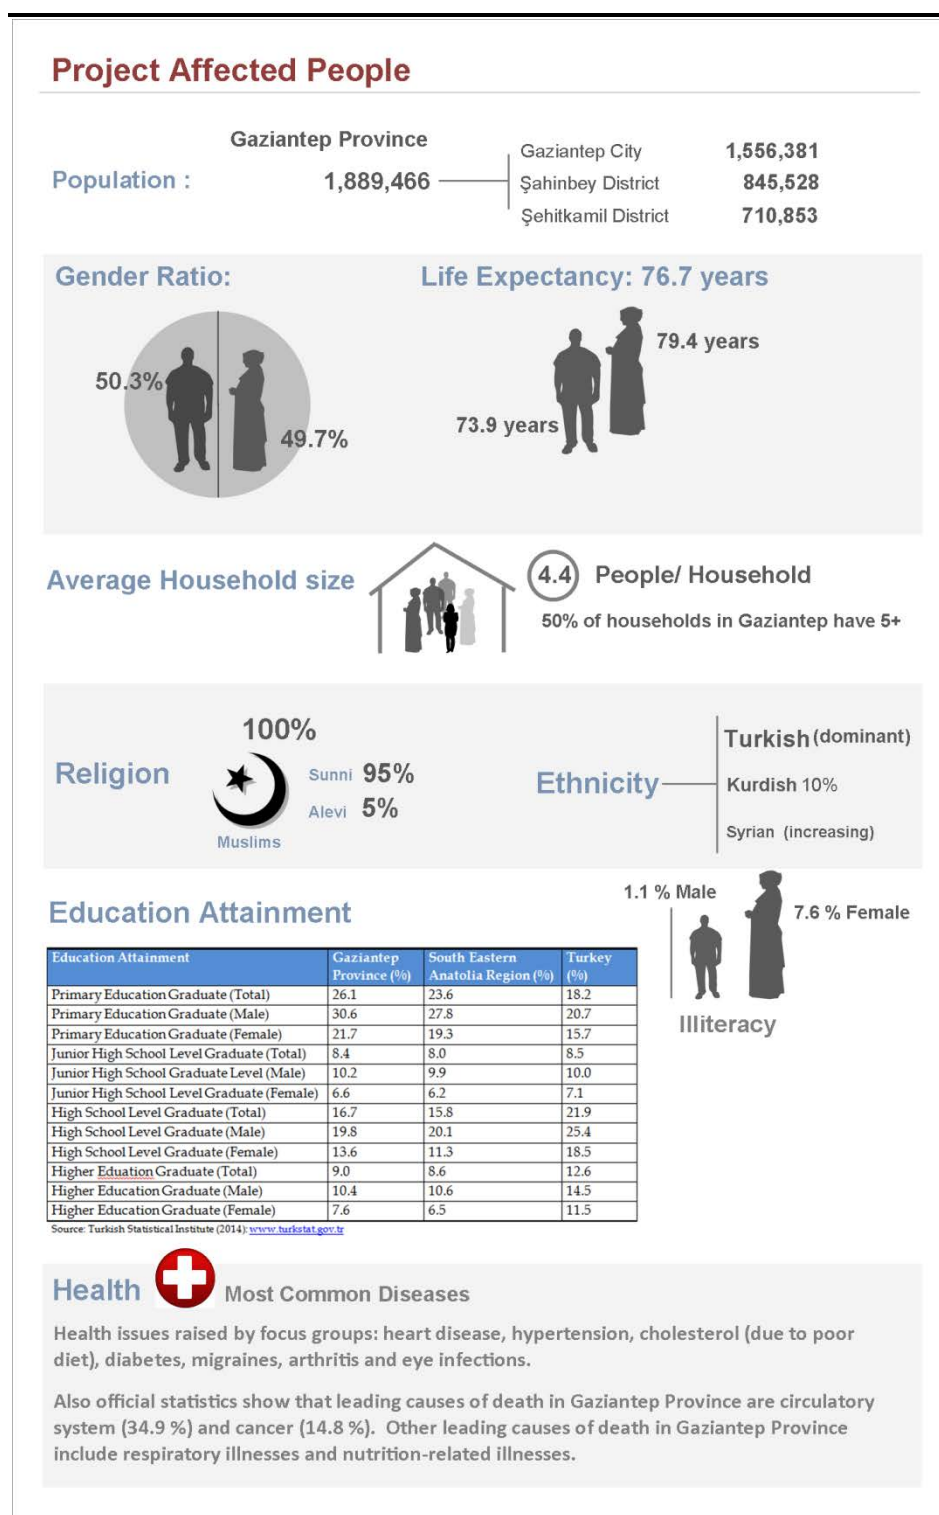 Project Affected People
Gaziantep Province
Population : 1,889,466
Gaziantep City 1,556,381
Şahinbey District 845,528
Şehitkamil District 710,853
Gender Ratio:
50.3%
49.7%
Life Expectancy: 76.7 years
79.4 years
73.9 years
Average Household size
4.4 People/ Household
50% of households in Gaziantep have 5+
Religion
100%
Sunni 95%
Alevi 5%
Muslims
Ethnicity
Turkish (dominant)
Kurdish 10%
Syrian (increasing)
Education Attainment
1.1 % Male
7.6 % Female
Illiteracy
Education Attainment Gaziantep Province (%) South Eastern Anatolia Region (%) Turkey (%)
Primary Education Graduate (Total) 26.1 23.6 18.2
Primary Education Graduate (Male) 30.6 27.8 20.7
Primary Education Graduate (Female) 21.7 19.3 15.7
Junior High School Level Graduate (Total) 8.4 8.0 8.5
Junior High School Graduate Level (Male) 10.2 9.9 10.0
Junior High School Level Graduate (Female) 6.6 6.2 7.1
High School Level Graduate (Total) 16.7 15.8 21.9
High School Level Graduate (Male) 19.8 20.1 25.4
High School Level Graduate (Female) 13.6 11.3 18.5
Higher Eduation Graduate (Total) 9.0 8.6 12.6
Higher Education Graduate (Male) 10.4 10.6 14.5
Higher Education Graduate (Female) 7.6 6.5 11.5
Source: Turkish Statistical Institute (2014): www.turkstat.gov.tr
Health
Most Common Diseases
Health issues raised by focus groups: heart disease, hypertension, cholesterol (due to poor
diet), diabetes, migraines, arthritis and eye infections.
Also official statistics show that leading causes of death in Gaziantep Province are circulatory
system (34.9 %) and cancer (14.8 %). Other leading causes of death in Gaziantep Province
include respiratory illnesses and nutrition-related illnesses.